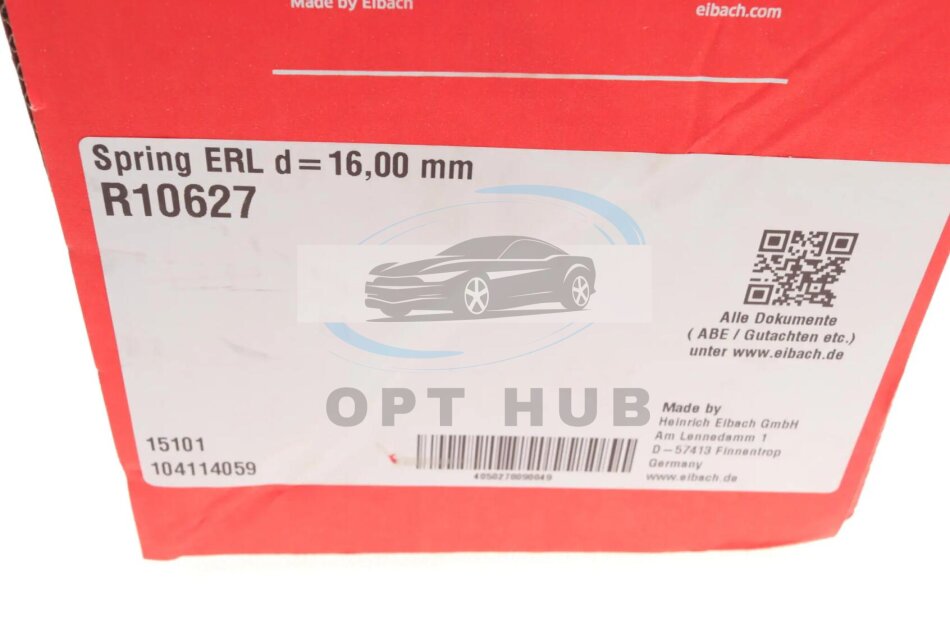 Made by Eibach
eibach.com
Spring ERL d=16,00 mm
R10627
Alle Dokumente
( ABE / Gutachten etc.)
unter www.eibach.de
OPT HUB
15101
104114059
4050278090049
Made by
Heinrich Eibach GmbH
Am Lennedamm 1
D-57413 Finnentrop
Germany
www.eibach.de